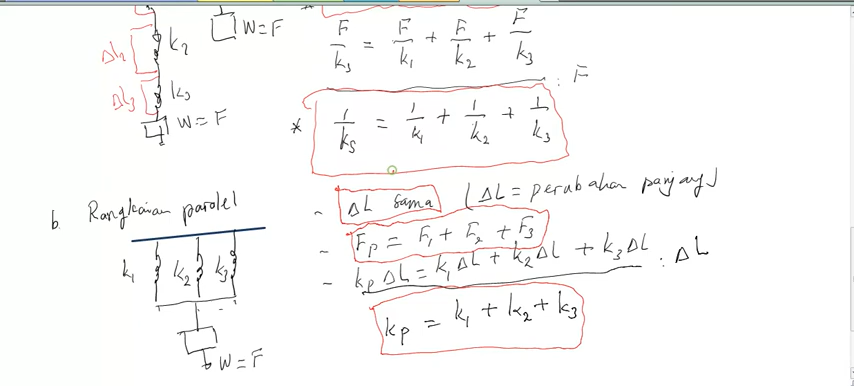 W = F
F/ks = F/k1 + F/k2 + F/k3
: F
k2
ΔL2
ΔL3
k3
W = F
* 1/ks = 1/k1 + 1/k2 + 1/k3
b. Rangkaian paralel
- ΔL sama (ΔL = perubahan panjang)
- Fp = F1 + F2 + F3
- kp ΔL = k1 ΔL + k2 ΔL + k3 ΔL : ΔL
kp = k1 + k2 + k3
k1 k2 k3
W = F